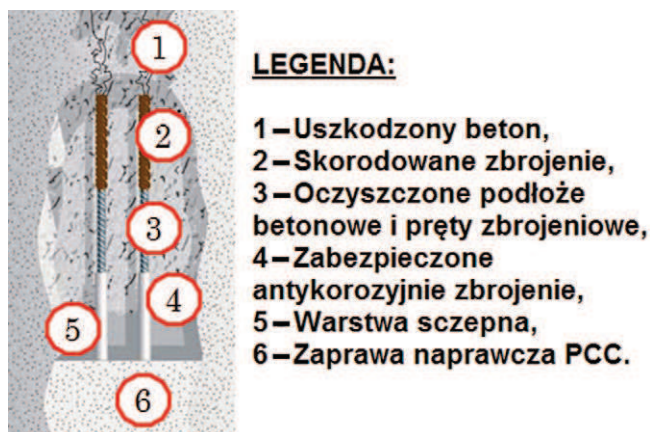 1
2
3
4
5
6
LEGENDA:
1–Uszkodzony beton,
2–Skorodowane zbrojenie,
3–Oczyszczone podłoże
betonowe i pręty zbrojeniowe,
4–Zabezpieczone
antykorozyjnie zbrojenie,
5–Warstwa sczepna,
6–Zaprawa naprawcza PCC.